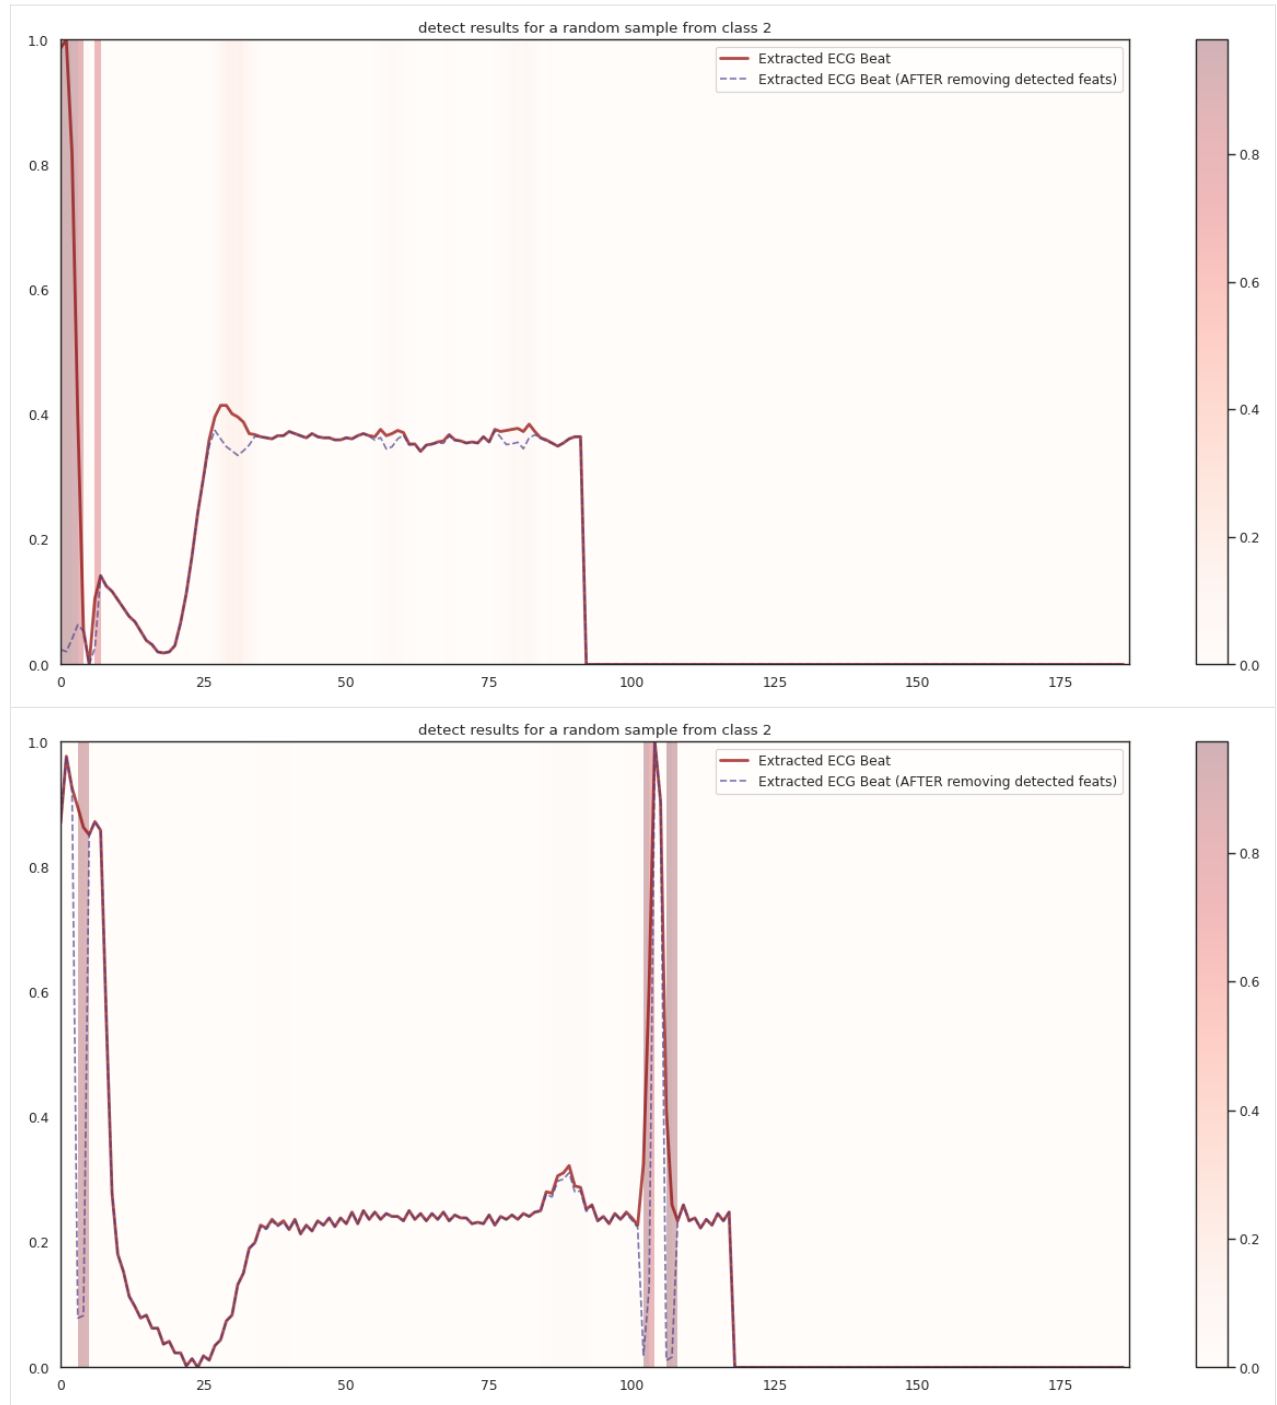 detect results for a random sample from class 2
1.0
0.8
0.6
0.4
0.2
0.0
Extracted ECG Beat
Extracted ECG Beat (AFTER removing detected feats)
0 25 50 75 100 125 150 175
0.8
0.6
0.4
0.2
0.0
detect results for a random sample from class 2
1.0
0.8
0.6
0.4
0.2
0.0
Extracted ECG Beat
Extracted ECG Beat (AFTER removing detected feats)
0 25 50 75 100 125 150 175
0.8
0.6
0.4
0.2
0.0